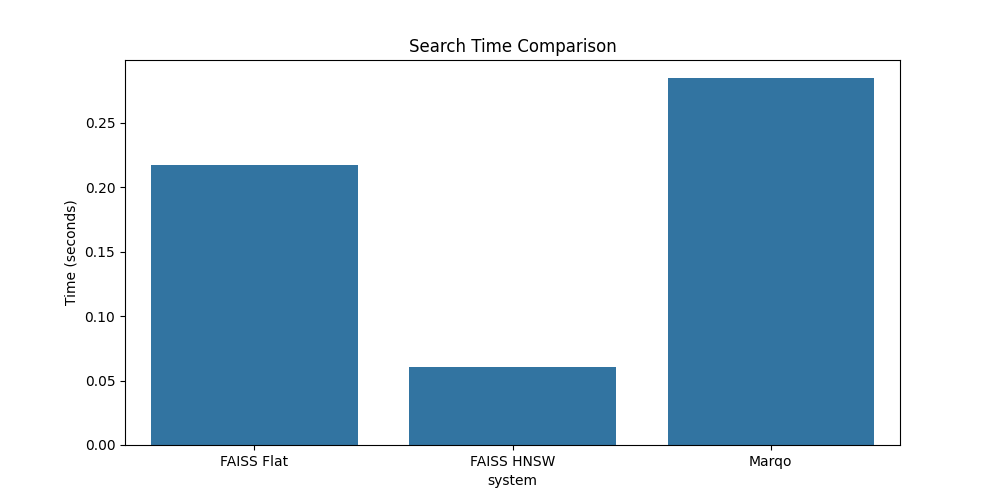 Search Time Comparison
0.25
0.20
0.15
0.10
0.05
0.00
Time (seconds)
FAISS Flat
FAISS HNSW
Marqo
system